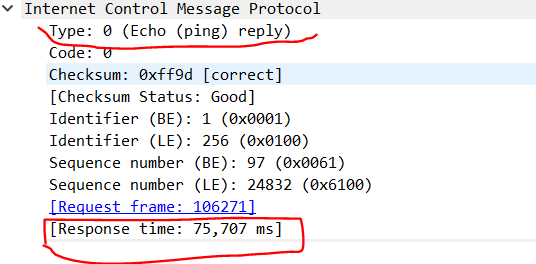 Internet Control Message Protocol
Type: 0 (Echo (ping) reply)
Code: 0
Checksum: 0xff9d [correct]
[Checksum Status: Good]
Identifier (BE): 1 (0x0001)
Identifier (LE): 256 (0x0100)
Sequence number (BE): 97 (0x0061)
Sequence number (LE): 24832 (0x6100)
[Request frame: 106271]
[Response time: 75,707 ms]